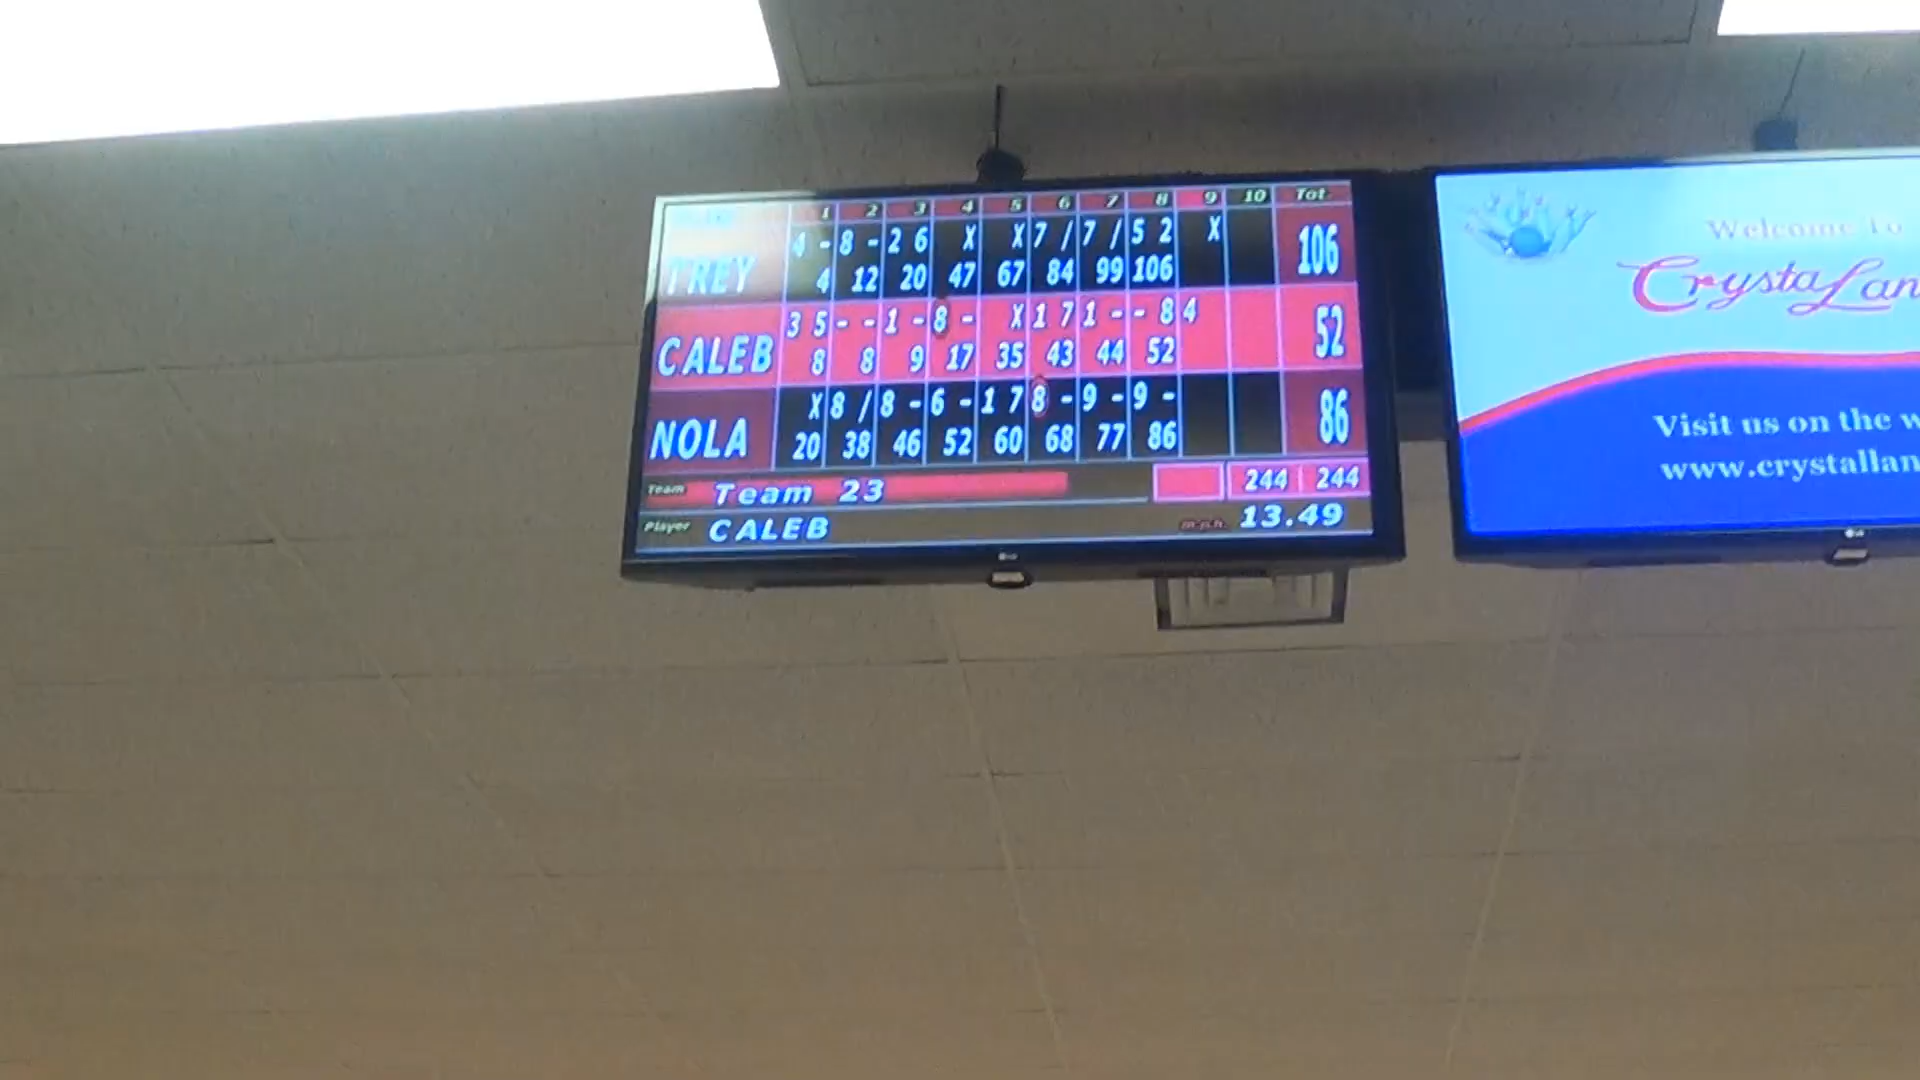 1 2 3 4 5 6 7 8 9 10 Tot.
4 - 8 - 2 6 X X 7 / 7 / 5 2 X
TREY 4 12 20 47 67 84 99 106 106
3 5 - - 1 - 8 - X 1 7 1 - - 8 4
CALEB 8 8 9 17 35 43 44 52 52
X 8 / 8 - 6 - 1 7 8 - 9 - 9 -
NOLA 20 38 46 52 60 68 77 86 86
Team Team 23 244 244
Player CALEB m.p.h. 13.49
LG
Welcome To
CrystaLan
Visit us on the w
www.crystallan
LG